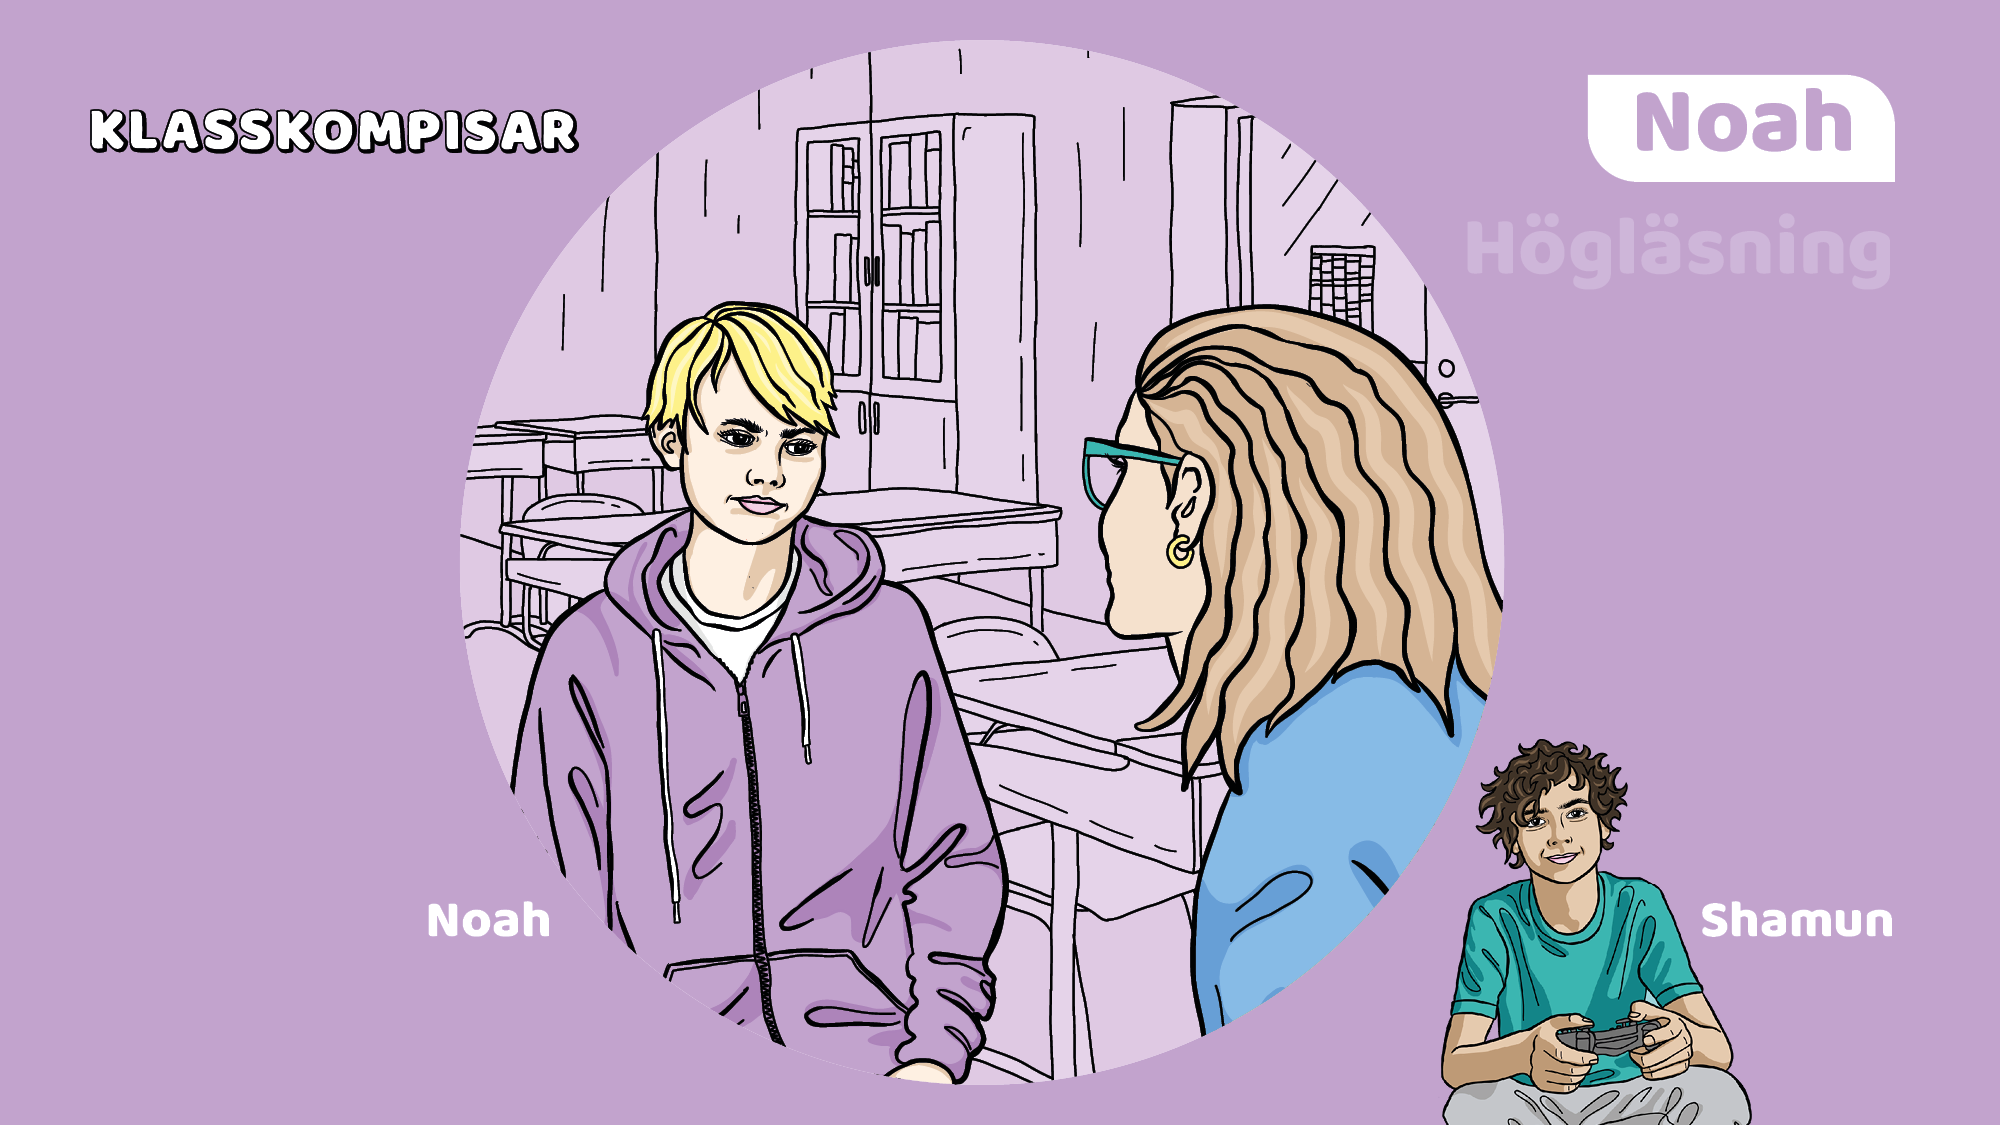 KLASSKOMPISAR
Noah
Högläsning
Noah
Shamun